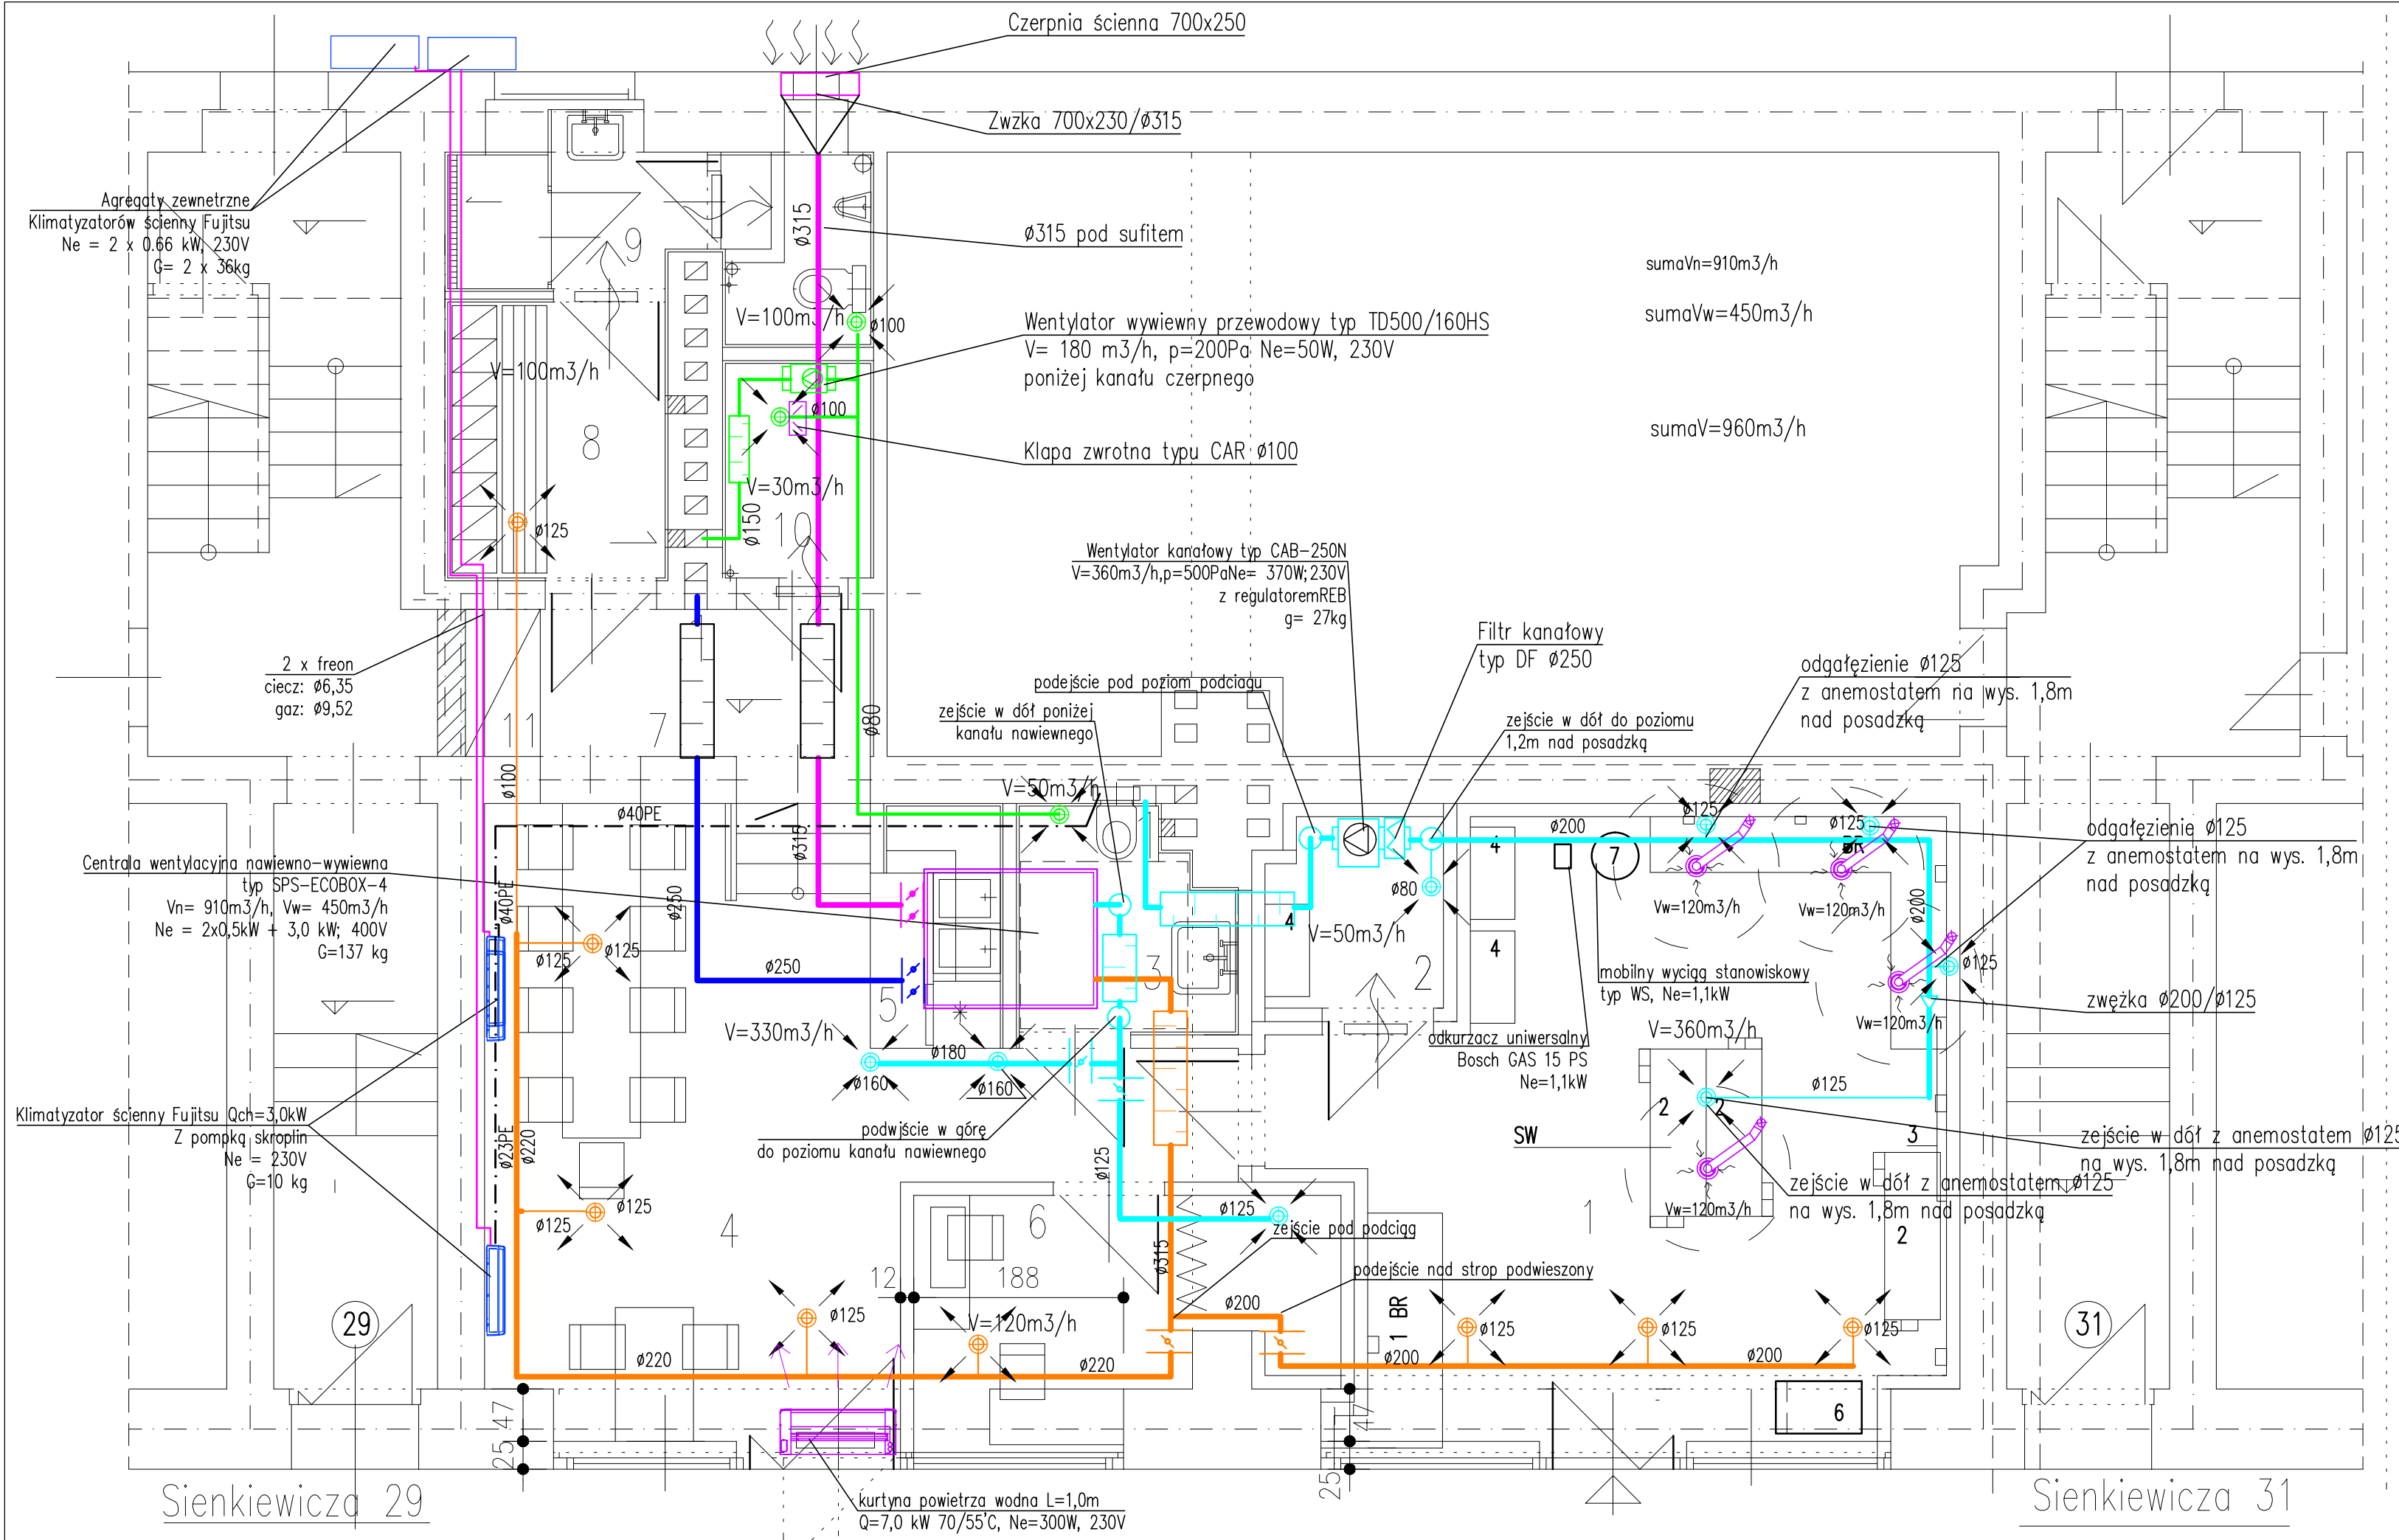 Czerpnia ścienna 700x250
Zwzka 700x230/ø315
Agregaty zewnetrzne
Klimatyzatorów ścienny Fujitsu
Ne = 2 x 0.66 kW, 230V
G= 2 x 36kg
9
ø315
ø315 pod sufitem
sumaVn=910m3/h
sumaVw=450m3/h
sumaV=960m3/h
V=100m3/h
ø100
Wentylator wywiewny przewodowy typ TD500/160HS
V= 180 m3/h, p=200Pa Ne=50W, 230V
poniżej kanału czerpnego
V=100m3/h
ø100
8
Klapa zwrotna typu CAR ø100
V=30m3/h
ø150
10
ø125
Wentylator kanałowy typ CAB-250N
V=360m3/h,p=500PaNe= 370W;230V
z regulatoremREB
g= 27kg
Filtr kanałowy
typ DF ø250
2 x freon
ciecz: ø6,35
gaz: ø9,52
11
7
ø80
podejście pod poziom podciągu
zejście w dół poniżej
kanału nawiewnego
zejście w dół do poziomu
1,2m nad posadzką
odgałęzienie ø125
z anemostatem na wys. 1,8m
nad posadzką
ø100
ø40PE
V=50m3/h
ø315
ø200
ø125
ø125
BR
4
7
odgałęzienie ø125
z anemostatem na wys. 1,8m
nad posadzką
Centrala wentylacyjna nawiewno-wywiewna
typ SPS-ECOBOX-4
Vn= 910m3/h, Vw= 450m3/h
Ne = 2x0,5kW + 3,0 kW; 400V
G=137 kg
ø40PE
ø250
ø80
Vw=120m3/h
Vw=120m3/h
ø200
4
V=50m3/h
4
ø125
ø125
ø250
5
3
2
mobilny wyciąg stanowiskowy
typ WS, Ne=1,1kW
ø125
zwężka ø200/ø125
V=330m3/h
ø180
ø160
ø160
odkurzacz uniwersalny
Bosch GAS 15 PS
Ne=1,1kW
V=360m3/h
Vw=120m3/h
ø125
Klimatyzator ścienny Fujitsu Qch=3,0kW
Z pompką skroplin
Ne = 230V
G=10 kg
ø23PE
ø220
podwjście w górę
do poziomu kanału nawiewnego
ø125
SW
2
2
3
zejście w dół z anemostatem ø125
na wys. 1,8m nad posadzką
zejście w dół z anemostatem ø125
na wys. 1,8m nad posadzką
Vw=120m3/h
2
ø125
ø125
4
6
ø125
1
zejście pod podciąg
ø315
12
188
podejście nad strop podwieszony
29
ø125
V=120m3/h
ø200
1 BR
ø125
ø125
ø125
31
ø220
ø220
ø200
ø200
47
25
47
25
6
Sienkiewicza 29
kurtyna powietrza wodna L=1,0m
Q=7,0 kW 70/55'C, Ne=300W, 230V
Sienkiewicza 31